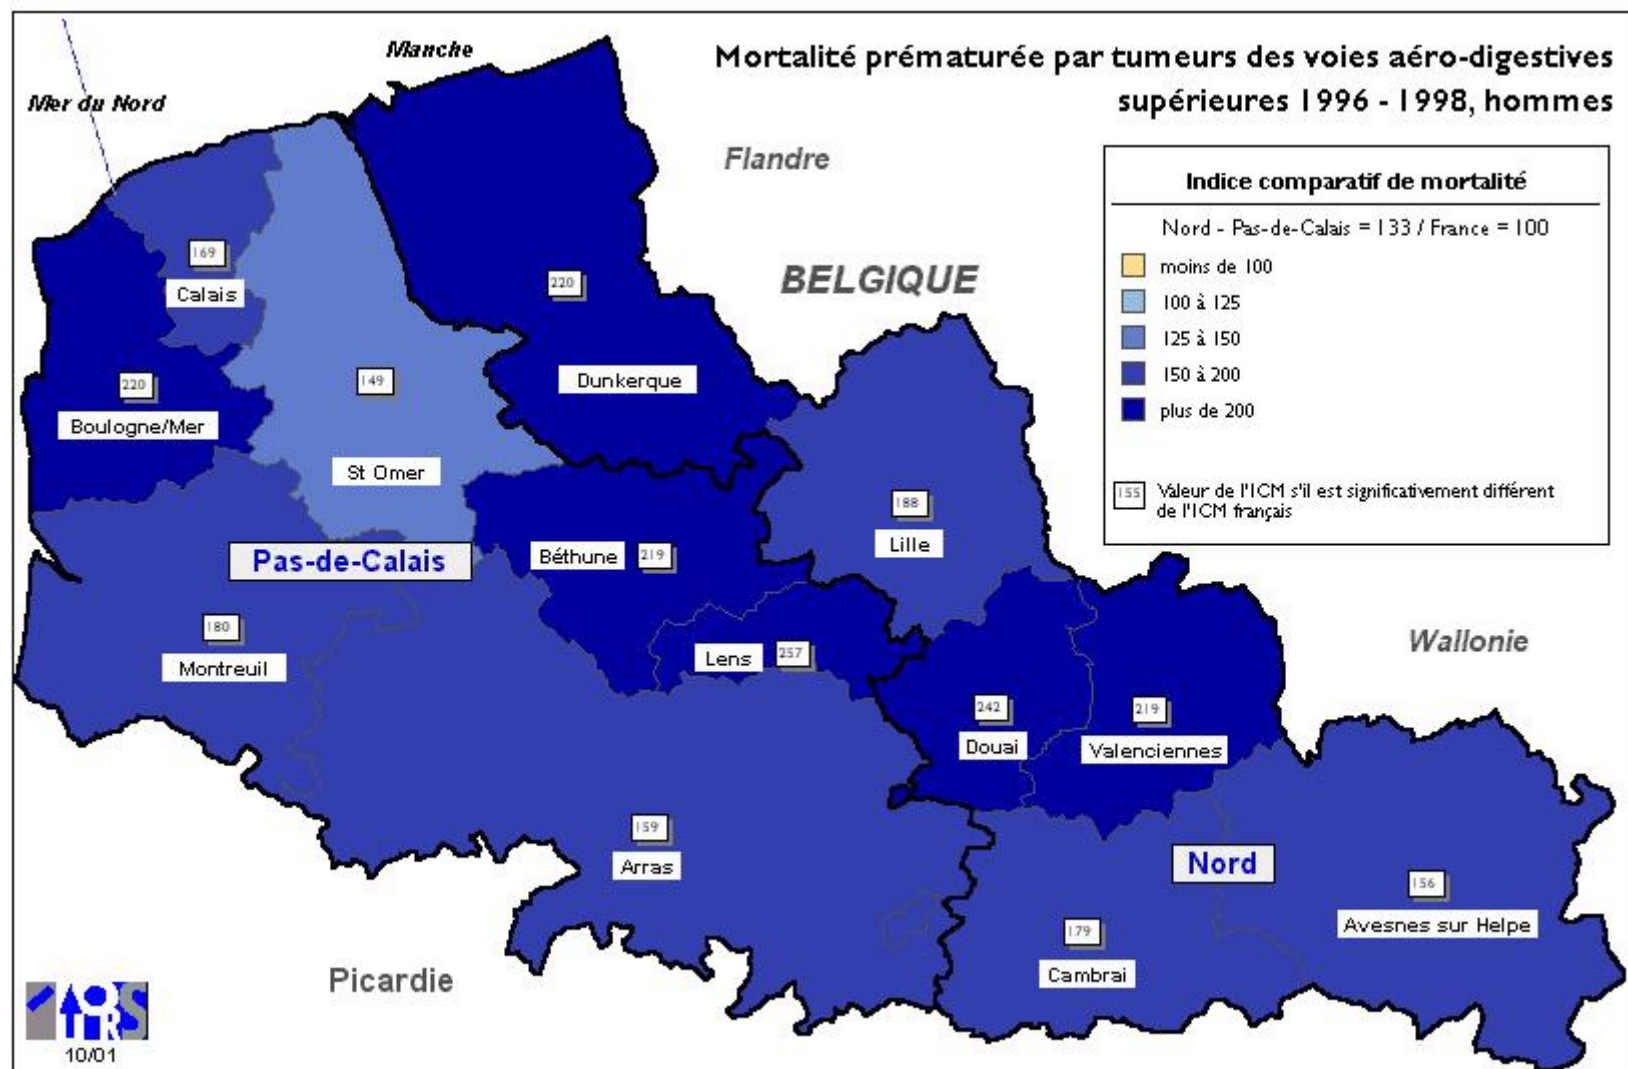 Manche
Mer du Nord
Mortalité prématurée par tumeurs des voies aéro-digestives
supérieures 1996 - 1998, hommes
Flandre
BELGIQUE
Indice comparatif de mortalité
Nord - Pas-de-Calais = 133 / France = 100
moins de 100
100 à 125
125 à 150
150 à 200
plus de 200
155 Valeur de l'ICM s'il est significativement différent
de l'ICM français
169
Calais
220
Dunkerque
220
Boulogne/Mer
149
St Omer
188
Lille
Pas-de-Calais
Béthune 219
180
Montreuil
Lens 257
Wallonie
242
Douai
219
Valenciennes
159
Arras
Nord
156
Avesnes sur Helpe
179
Cambrai
Picardie
ORS
10/01